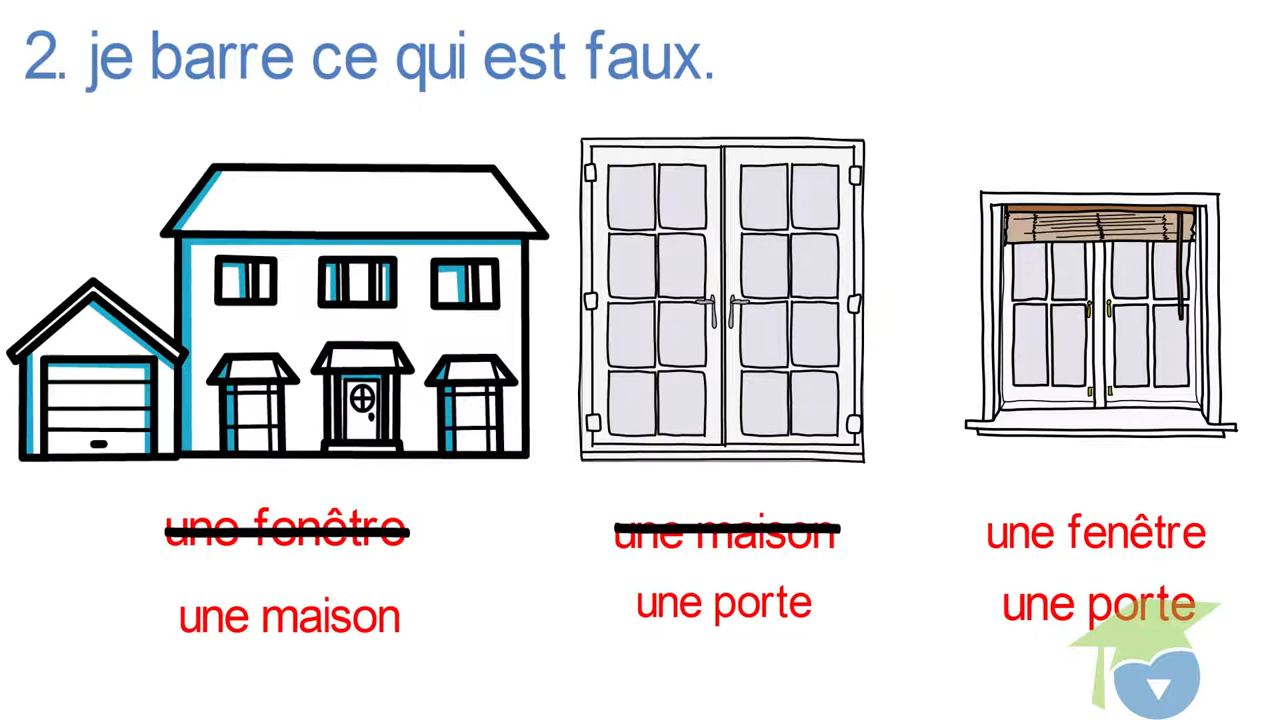 2. je barre ce qui est faux.
une fenêtre
une maison
une maison
une porte
une fenêtre
une porte